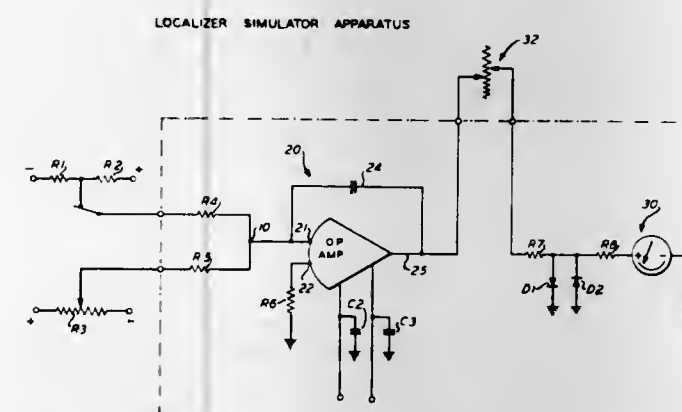 LOCALIZER SIMULATOR APPARATUS
32
20
24
- R1 R2 +
R4
10
21
OP
AMP
25
R5
22
R6
C2
C3
+ R3 -
R7
R8
30
+ -
D1
D2